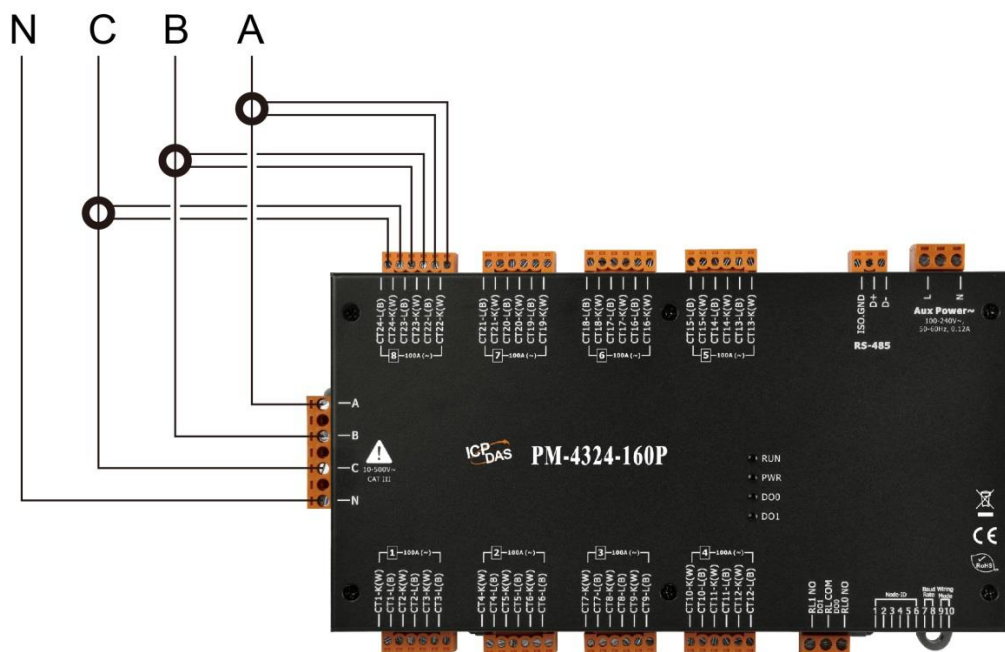 N C B A
CT24-L(B)
CT24-K(W)
CT23-L(B)
CT23-K(W)
CT22-L(B)
CT22-K(W)
8 100A(~)
CT21-L(B)
CT21-K(W)
CT20-L(B)
CT20-K(W)
CT19-L(B)
CT19-K(W)
7 100A(~)
CT18-L(B)
CT18-K(W)
CT17-L(B)
CT17-K(W)
CT16-L(B)
CT16-K(W)
6 100A(~)
CT15-L(B)
CT15-K(W)
CT14-L(B)
CT14-K(W)
CT13-L(B)
CT13-K(W)
5 100A(~)
ISO.GND
D+
D-
RS-485
L N
Aux Power~
100-240V~,
50-60Hz, 0.12A
A
B
C
N
10-500V~
CAT III
ICP DAS
PM-4324-160P
RUN
PWR
DO0
DO1
CE
RoHS
1 100A(~)
CT1-K(W)
CT1-L(B)
CT2-K(W)
CT2-L(B)
CT3-K(W)
CT3-L(B)
2 100A(~)
CT4-K(W)
CT4-L(B)
CT5-K(W)
CT5-L(B)
CT6-K(W)
CT6-L(B)
3 100A(~)
CT7-K(W)
CT7-L(B)
CT8-K(W)
CT8-L(B)
CT9-K(W)
CT9-L(B)
4 100A(~)
CT10-K(W)
CT10-L(B)
CT11-K(W)
CT11-L(B)
CT12-K(W)
CT12-L(B)
RL1 NO
DO1
RL COM
DO0
RL0 NO
Node ID
Baud Rate
Wiring Mode
1 2 3 4 5 6 7 8 9 10